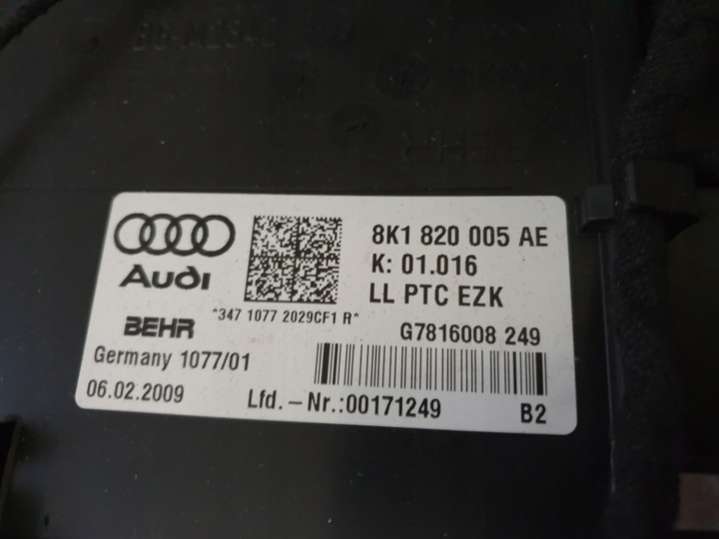 BEHR
Audi
8K1 820 005 AE
K: 01.016
LL PTC EZK
*347 1077 2029CF1 R*
BEHR
G7816008 249
Germany 1077/01
06.02.2009
Lfd.–Nr.:00171249
B2